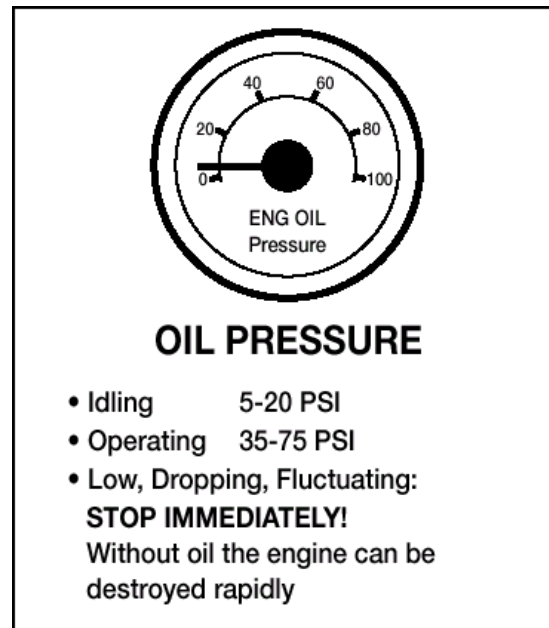 40 60
20 80
0 100
ENG OIL
Pressure
OIL PRESSURE
• Idling 5-20 PSI
• Operating 35-75 PSI
• Low, Dropping, Fluctuating:
STOP IMMEDIATELY!
Without oil the engine can be
destroyed rapidly